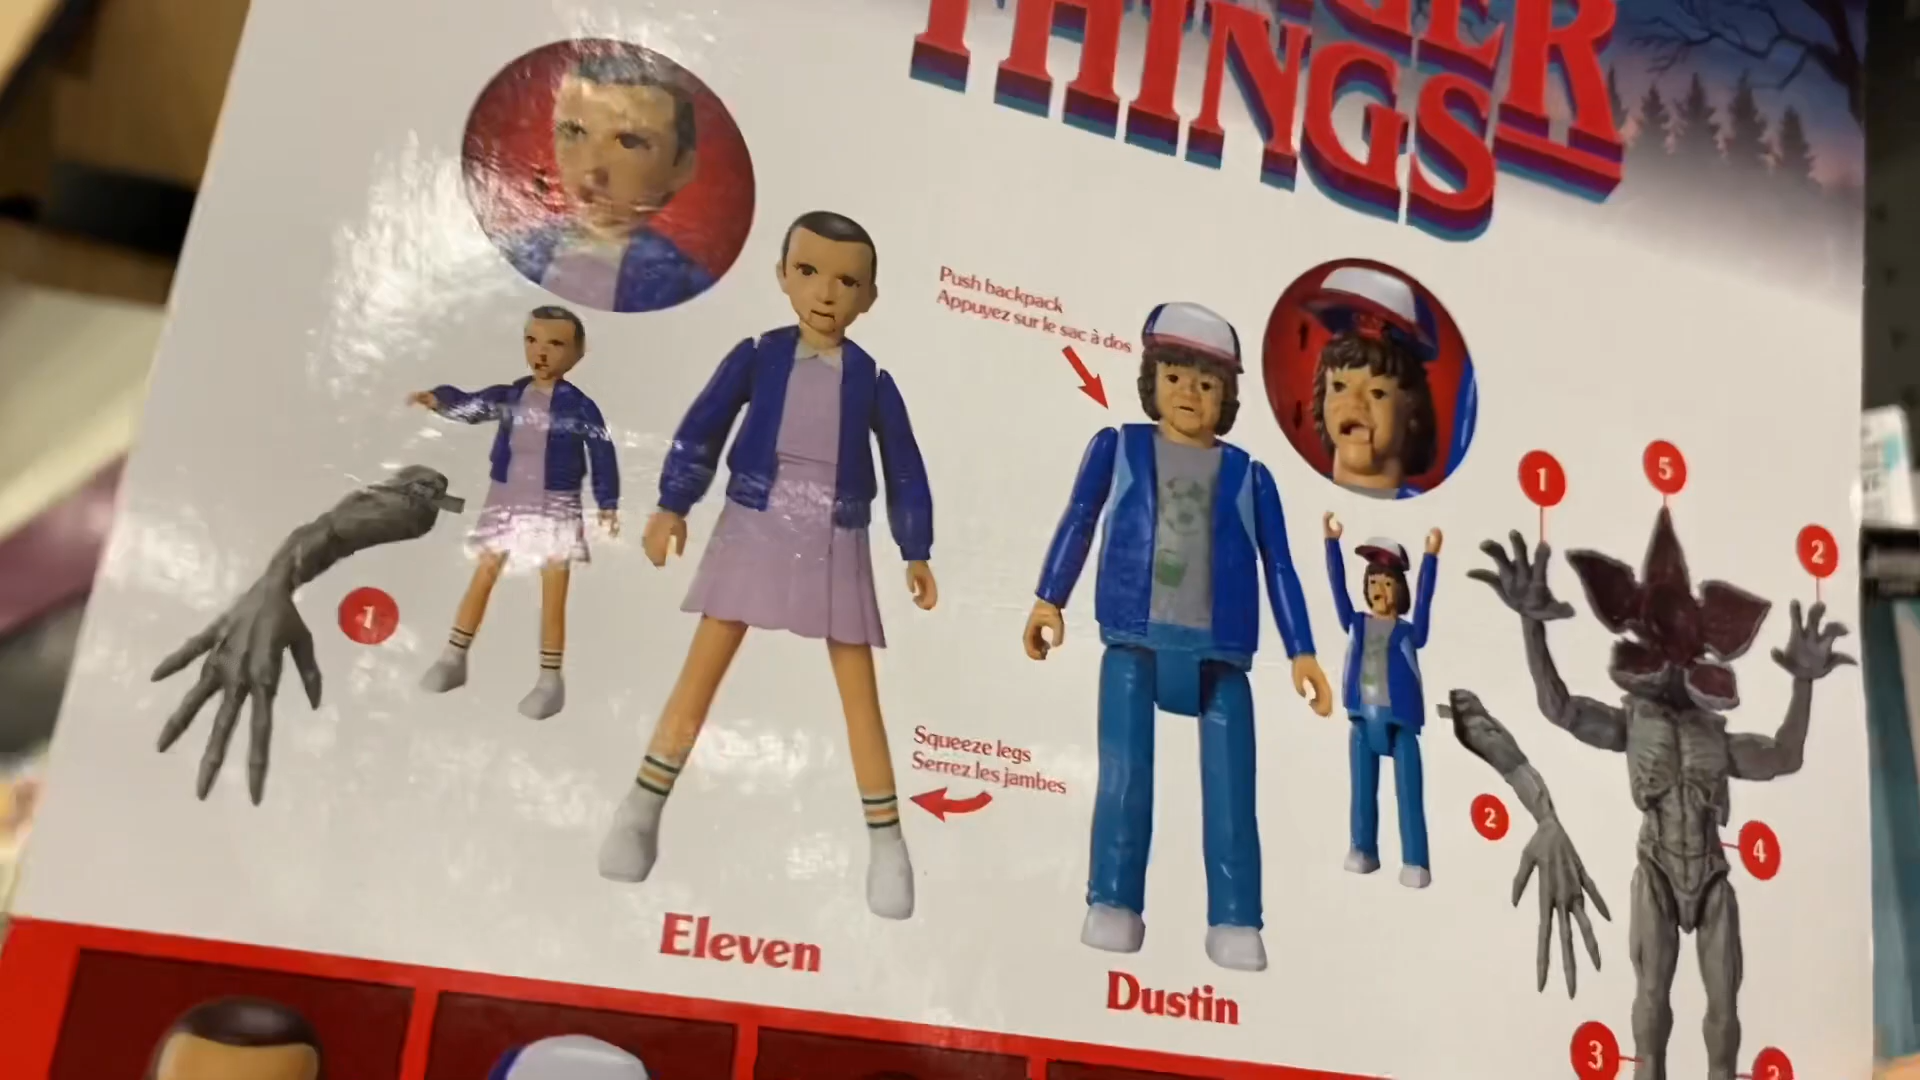 THINGS
Push backpack
Appuyez sur le sac à dos
5
1
2
1
Squeeze legs
Serrez les jambes
2
4
Eleven
Dustin
3